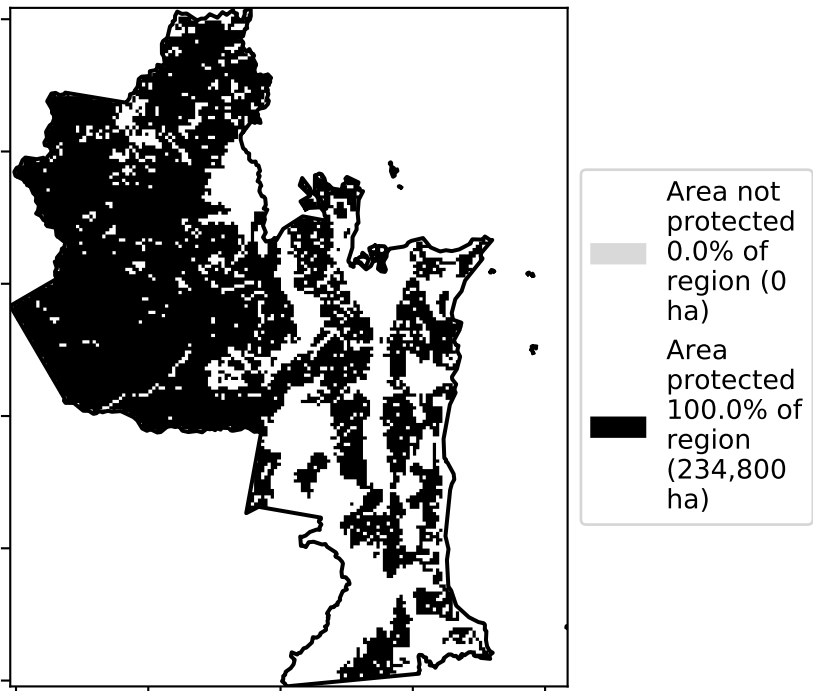 Area not
protected
0.0% of
region (0
ha)
Area
protected
100.0% of
region
(234,800
ha)